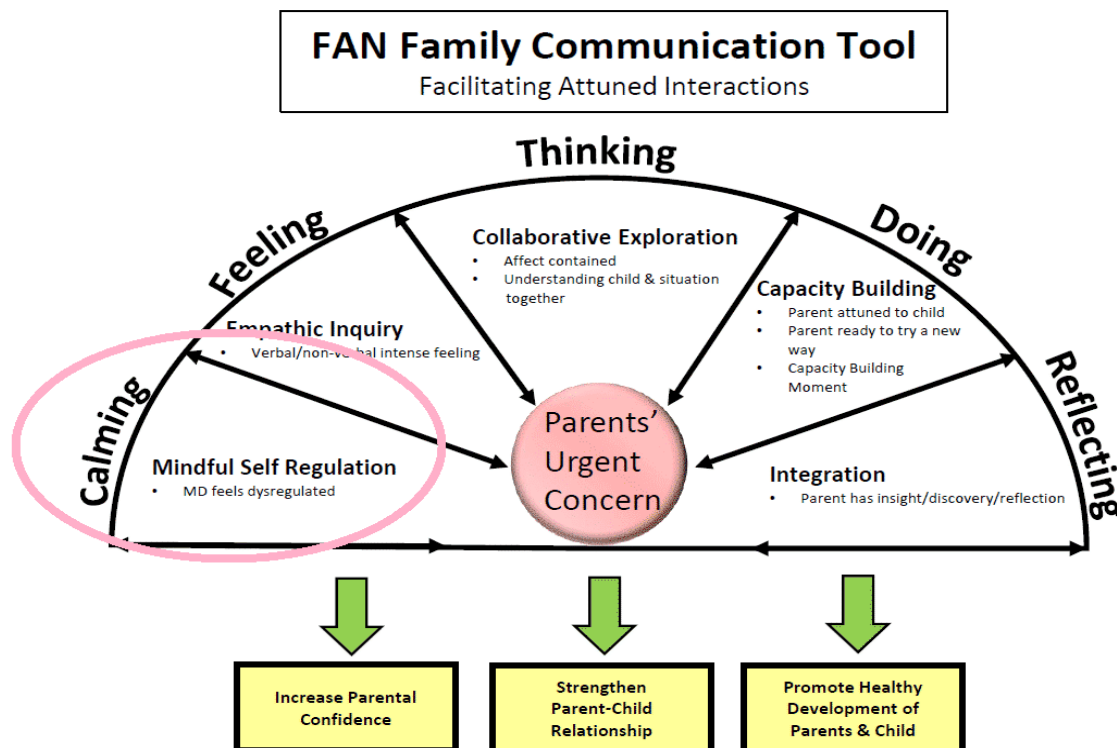 FAN Family Communication Tool
Facilitating Attuned Interactions
Thinking
Feeling
Doing
Calming
Reflecting
Collaborative Exploration
• Affect contained
• Understanding child & situation
together
Capacity Building
• Parent attuned to child
• Parent ready to try a new
way
• Capacity Building
Moment
Empathic Inquiry
• Verbal/non-verbal intense feeling
Mindful Self Regulation
• MD feels dysregulated
Parents’
Urgent
Concern
Integration
• Parent has insight/discovery/reflection
Increase Parental
Confidence
Strengthen
Parent-Child
Relationship
Promote Healthy
Development of
Parents & Child